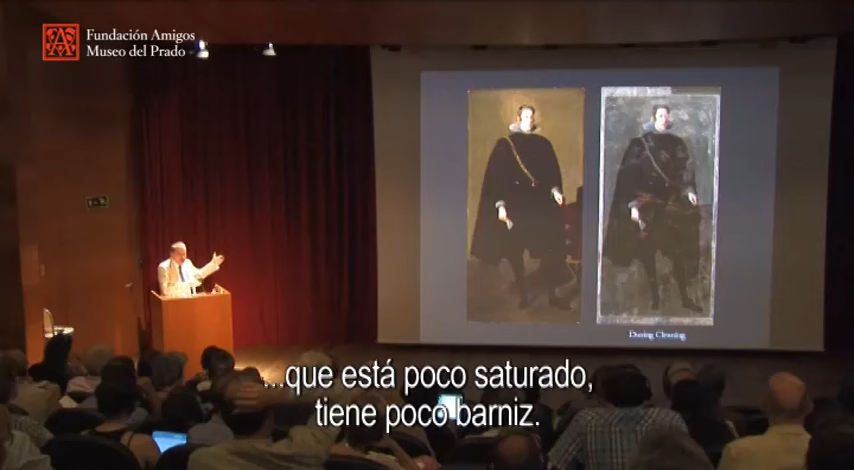 Fundación Amigos
Museo del Prado
During Cleaning
...que está poco saturado,
tiene poco barniz.